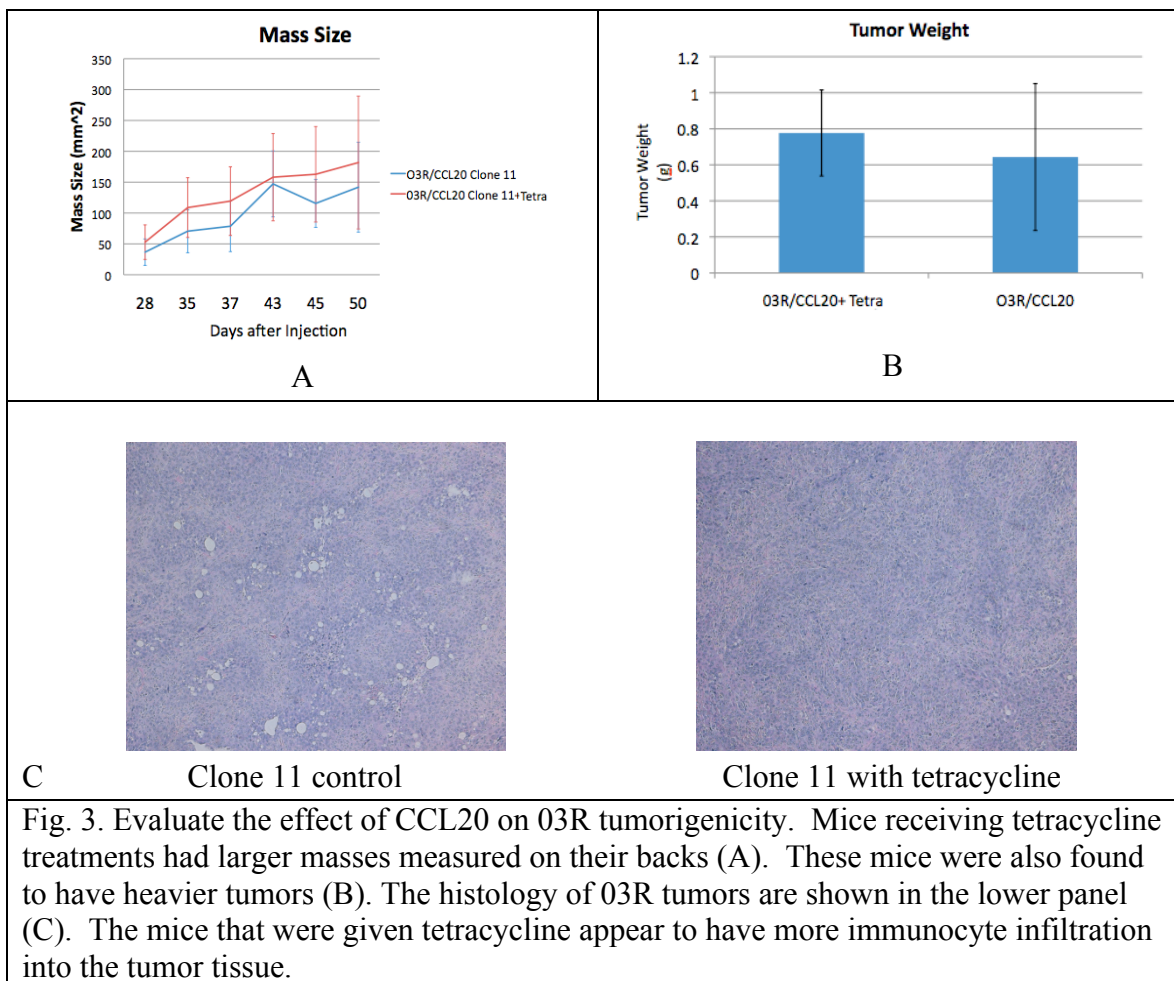 Mass Size
350
300
250
200
150
100
50
0
Mass Size (mm^2)
28 35 37 43 45 50
Days after Injection
O3R/CCL20 Clone 11
03R/CCL20 Clone 11+Tetra
A
Tumor Weight
1.2
1
0.8
0.6
0.4
0.2
0
Tumor Weight
(g)
03R/CCL20+ Tetra O3R/CCL20
B
C Clone 11 control Clone 11 with tetracycline
Fig. 3. Evaluate the effect of CCL20 on 03R tumorigenicity. Mice receiving tetracycline
treatments had larger masses measured on their backs (A). These mice were also found
to have heavier tumors (B). The histology of 03R tumors are shown in the lower panel
(C). The mice that were given tetracycline appear to have more immunocyte infiltration
into the tumor tissue.